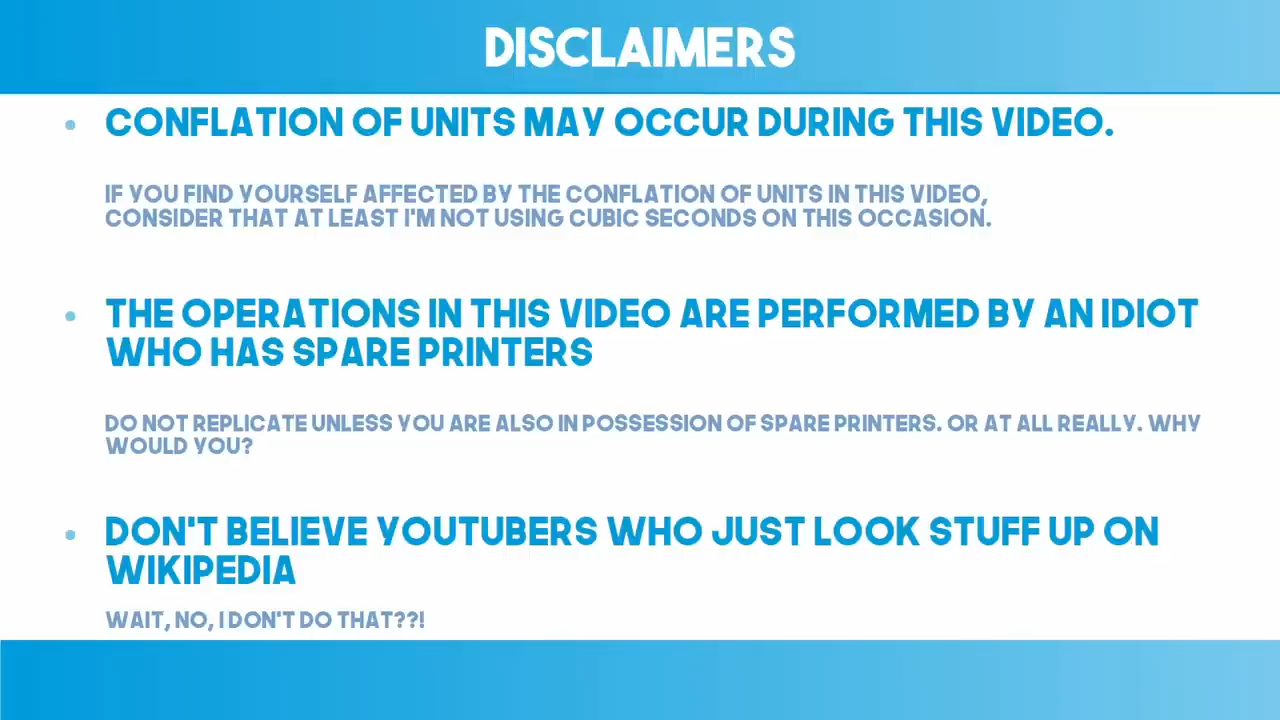 DISCLAIMERS
• CONFLATION OF UNITS MAY OCCUR DURING THIS VIDEO.
IF YOU FIND YOURSELF AFFECTED BY THE CONFLATION OF UNITS IN THIS VIDEO,
CONSIDER THAT AT LEAST I'M NOT USING CUBIC SECONDS ON THIS OCCASION.
• THE OPERATIONS IN THIS VIDEO ARE PERFORMED BY AN IDIOT
WHO HAS SPARE PRINTERS
DO NOT REPLICATE UNLESS YOU ARE ALSO IN POSSESSION OF SPARE PRINTERS. OR AT ALL REALLY. WHY
WOULD YOU?
• DON'T BELIEVE YOUTUBERS WHO JUST LOOK STUFF UP ON
WIKIPEDIA
WAIT, NO, I DON'T DO THAT??!